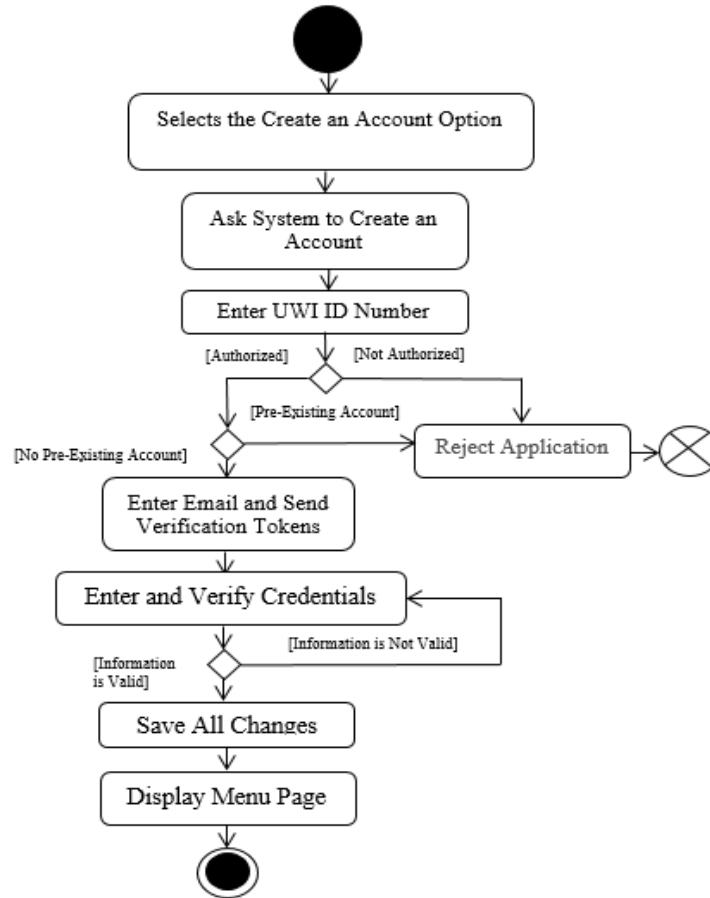 Selects the Create an Account Option
Ask System to Create an
Account
Enter UWI ID Number
[Authorized]
[Not Authorized]
[Pre-Existing Account]
Reject Application
[No Pre-Existing Account]
Enter Email and Send
Verification Tokens
Enter and Verify Credentials
[Information is Not Valid]
[Information
is Valid]
Save All Changes
Display Menu Page